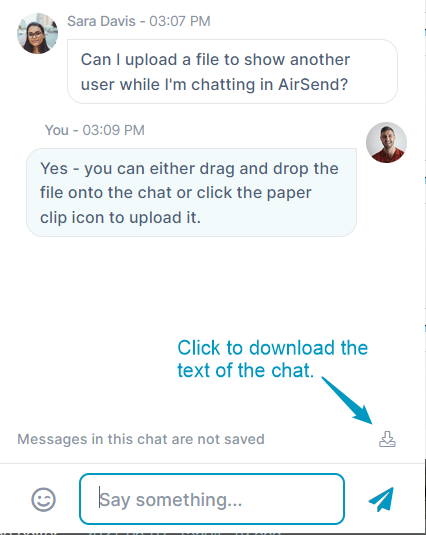 Sara Davis - 03:07 PM
Can I upload a file to show another
user while I'm chatting in AirSend?
You - 03:09 PM
Yes - you can either drag and drop the
file onto the chat or click the paper
clip icon to upload it.
Click to download the
text of the chat.
Messages in this chat are not saved
Say something...